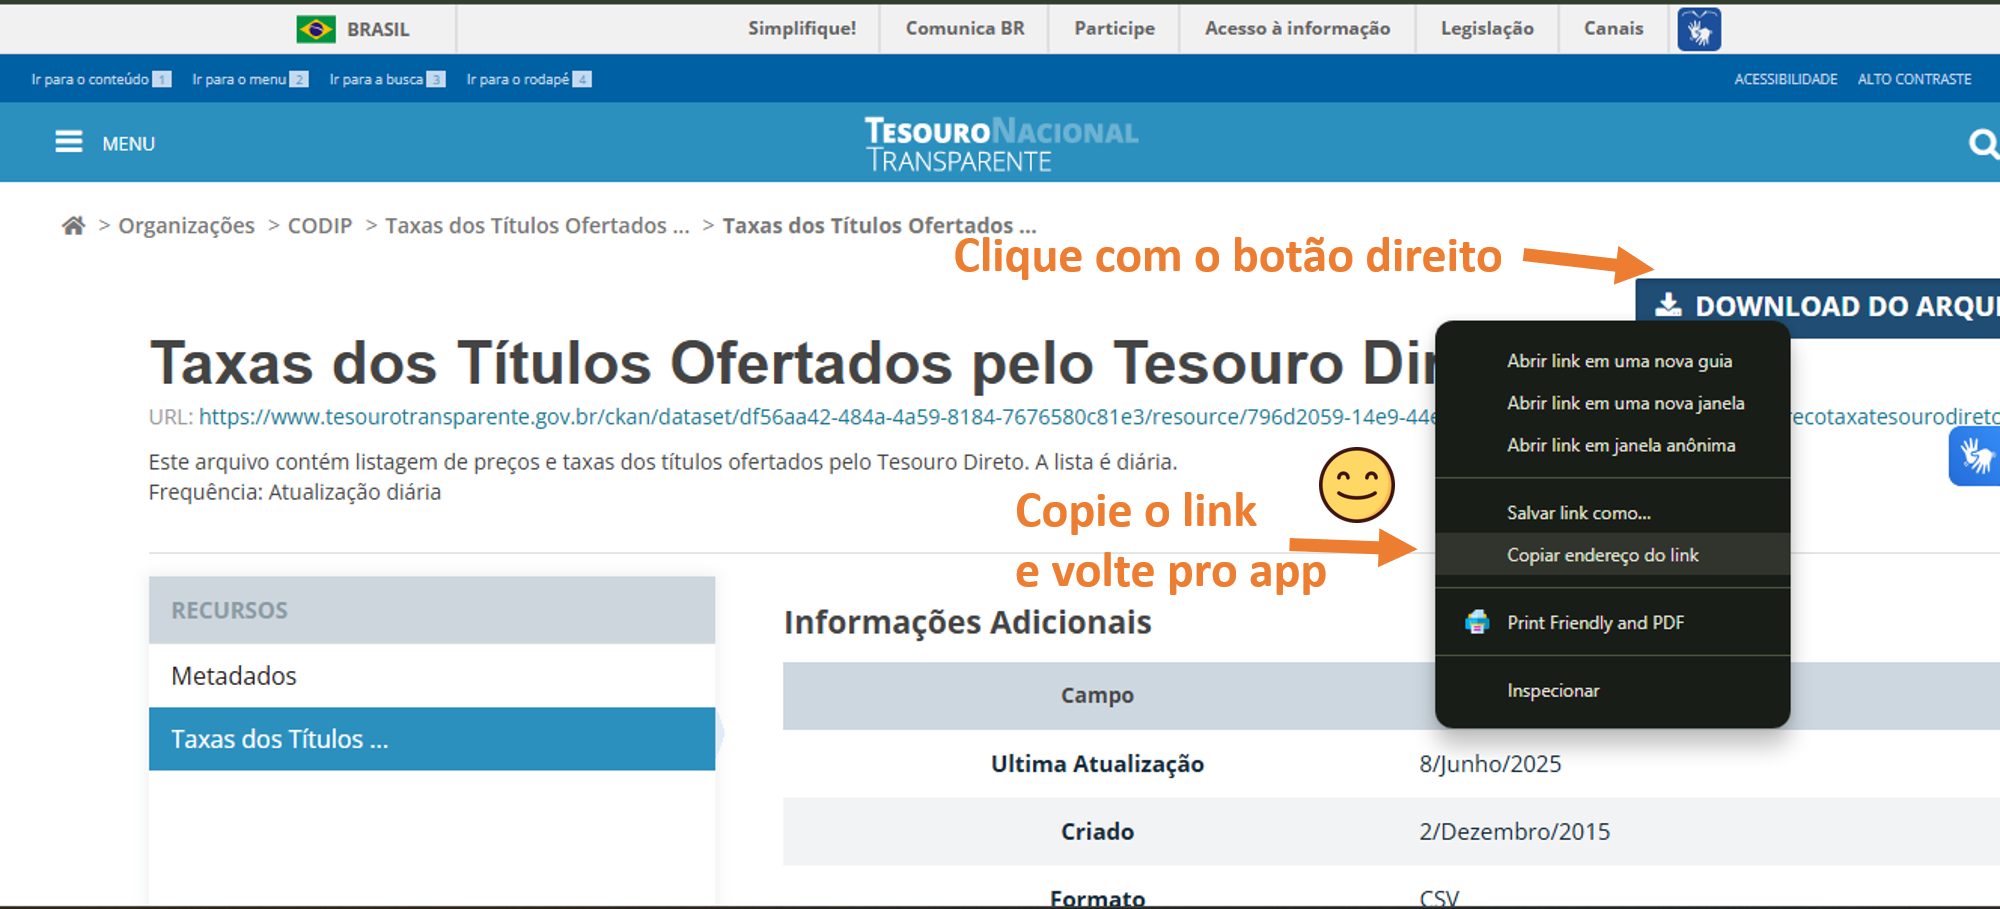 BRASIL
Simplifique!
Comunica BR
Participe
Acesso à informação
Legislação
Canais
Ir para o conteúdo 1
Ir para o menu 2
Ir para a busca 3
Ir para o rodapé 4
ACESSIBILIDADE
ALTO CONTRASTE
MENU
TESOURO NACIONAL
TRANSPARENTE
> Organizações > CODIP > Taxas dos Títulos Ofertados ... > Taxas dos Títulos Ofertados ...
Clique com o botão direito
DOWNLOAD DO ARQUI
Taxas dos Títulos Ofertados pelo Tesouro Dir
URL: https://www.tesourotransparente.gov.br/ckan/dataset/df56aa42-484a-4a59-8184-7676580c81e3/resource/796d2059-14e9-44e
ecotaxatesourodireto
Este arquivo contém listagem de preços e taxas dos títulos ofertados pelo Tesouro Direto. A lista é diária.
Frequência: Atualização diária
Copie o link
e volte pro app
Abrir link em uma nova guia
Abrir link em uma nova janela
Abrir link em janela anônima
Salvar link como...
Copiar endereço do link
Print Friendly and PDF
Inspecionar
RECURSOS
Metadados
Taxas dos Títulos ...
Informações Adicionais
Campo
Ultima Atualização
8/Junho/2025
Criado
2/Dezembro/2015
Formato
CSV